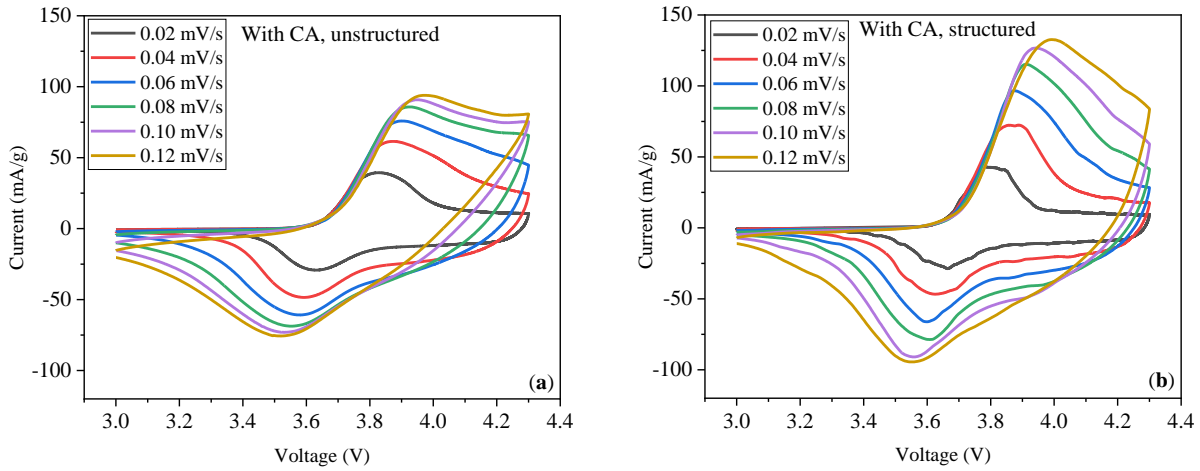 150
100
50
0
-50
-100
Current (mA/g)
0.02 mV/s
0.04 mV/s
0.06 mV/s
0.08 mV/s
0.10 mV/s
0.12 mV/s
With CA, unstructured
(a)
3.0 3.2 3.4 3.6 3.8 4.0 4.2 4.4
Voltage (V)
150
100
50
0
-50
-100
Current (mA/g)
0.02 mV/s
0.04 mV/s
0.06 mV/s
0.08 mV/s
0.10 mV/s
0.12 mV/s
With CA, structured
(b)
3.0 3.2 3.4 3.6 3.8 4.0 4.2 4.4
Voltage (V)